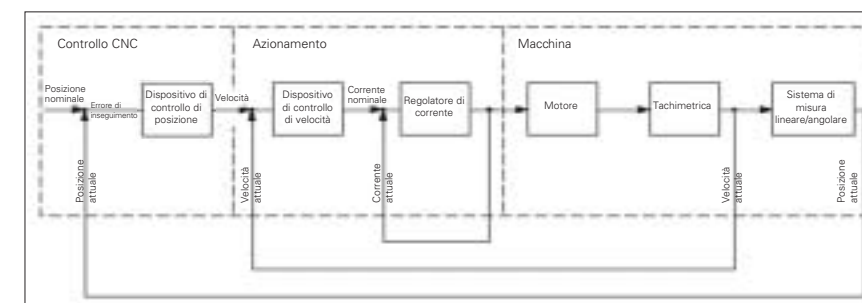 Controllo CNC
Azionamento
Macchina
Posizione
nominale
Errore di
inseguimento
Dispositivo di
controllo di
posizione
Velocità
Dispositivo
di controllo
di velocità
Corrente
nominale
Regolatore di
corrente
Motore
Tachimetrica
Sistema di
misura
lineare/angolare
Posizione
attuale
Velocità
attuale
Corrente
attuale
Velocità
attuale
Posizione
attuale